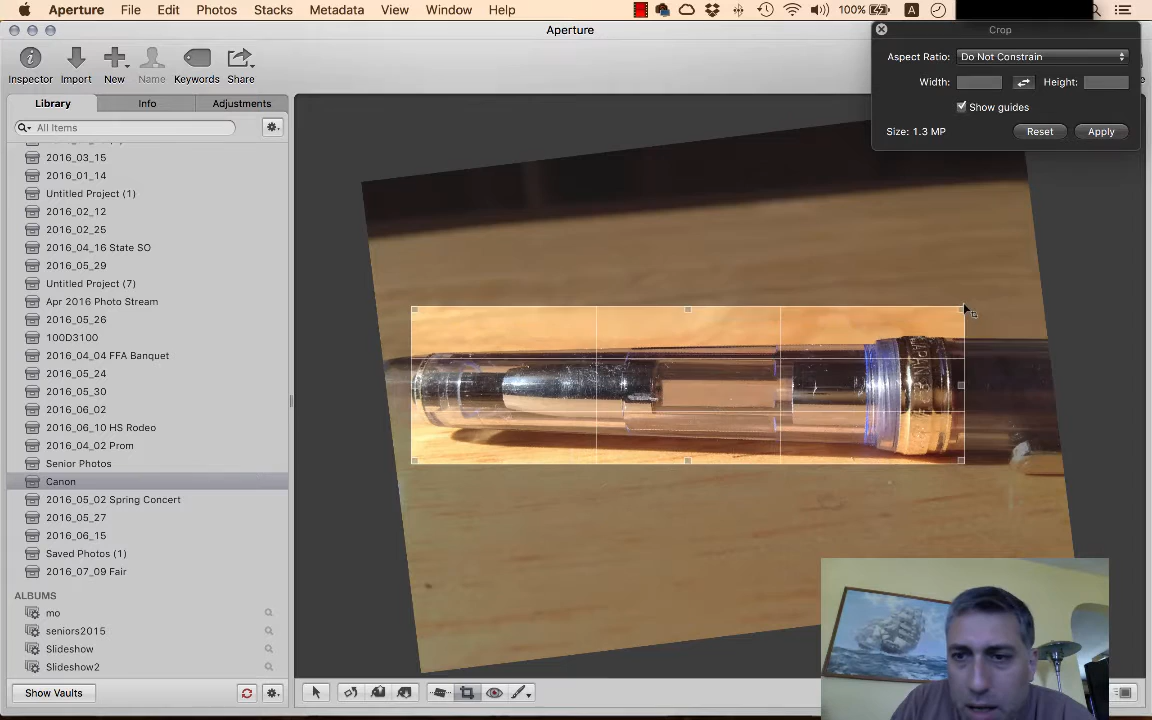 Aperture File Edit Photos Stacks Metadata View Window Help 100% A
Aperture
Crop
Aspect Ratio: Do Not Constrain
Width: Height:
Show guides
Size: 1.3 MP Reset Apply
Inspector Import New Name Keywords Share
Library Info Adjustments
All Items
2016_03_15
2016_01_14
Untitled Project (1)
2016_02_12
2016_02_25
2016_04_16 State SO
2016_05_29
Untitled Project (7)
Apr 2016 Photo Stream
2016_05_26
100D3100
2016_04_04 FFA Banquet
2016_05_24
2016_05_30
2016_06_02
2016_06_10 HS Rodeo
2016_04_02 Prom
Senior Photos
Canon
2016_05_02 Spring Concert
2016_05_27
2016_06_15
Saved Photos (1)
2016_07_09 Fair
ALBUMS
mo
seniors2015
Slideshow
Slideshow2
Show Vaults
JAPAN